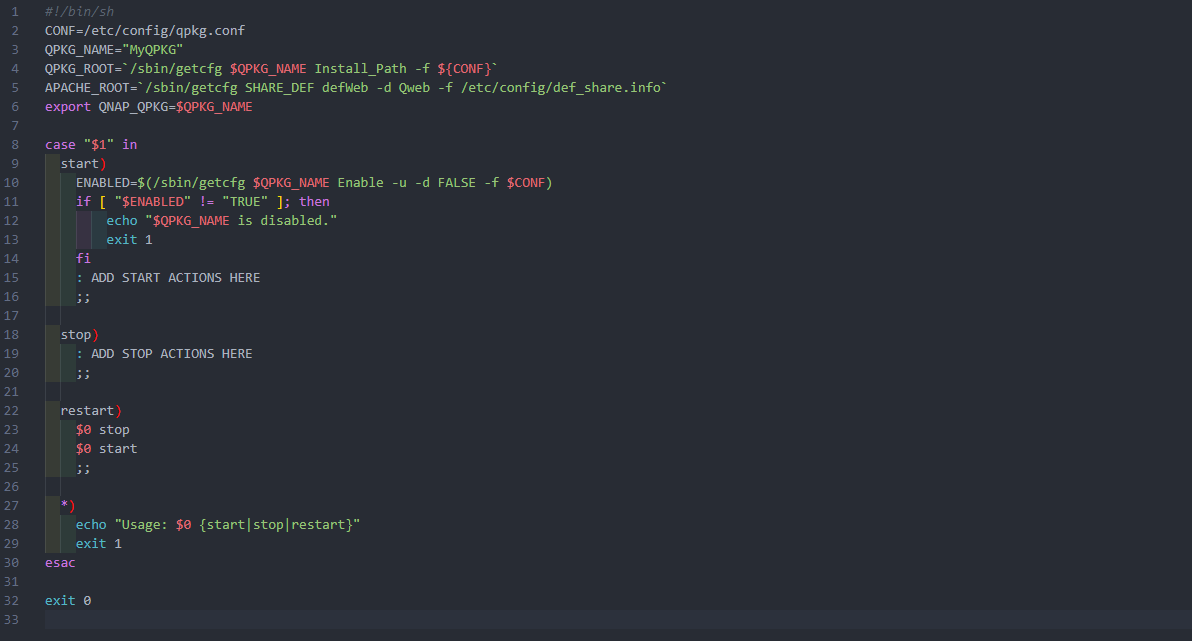 1 #!/bin/sh
2 CONF=/etc/config/qpkg.conf
3 QPKG_NAME="MyQPKG"
4 QPKG_ROOT=`/sbin/getcfg $QPKG_NAME Install_Path -f ${CONF}`
5 APACHE_ROOT=`/sbin/getcfg SHARE_DEF defWeb -d Qweb -f /etc/config/def_share.info`
6 export QNAP_QPKG=$QPKG_NAME
7
8 case "$1" in
9   start)
10     ENABLED=$(/sbin/getcfg $QPKG_NAME Enable -u -d FALSE -f $CONF)
11     if [ "$ENABLED" != "TRUE" ]; then
12         echo "$QPKG_NAME is disabled."
13         exit 1
14     fi
15     : ADD START ACTIONS HERE
16     ;;
17
18   stop)
19     : ADD STOP ACTIONS HERE
20     ;;
21
22   restart)
23     $0 stop
24     $0 start
25     ;;
26
27   *)
28     echo "Usage: $0 {start|stop|restart}"
29     exit 1
30 esac
31
32 exit 0
33